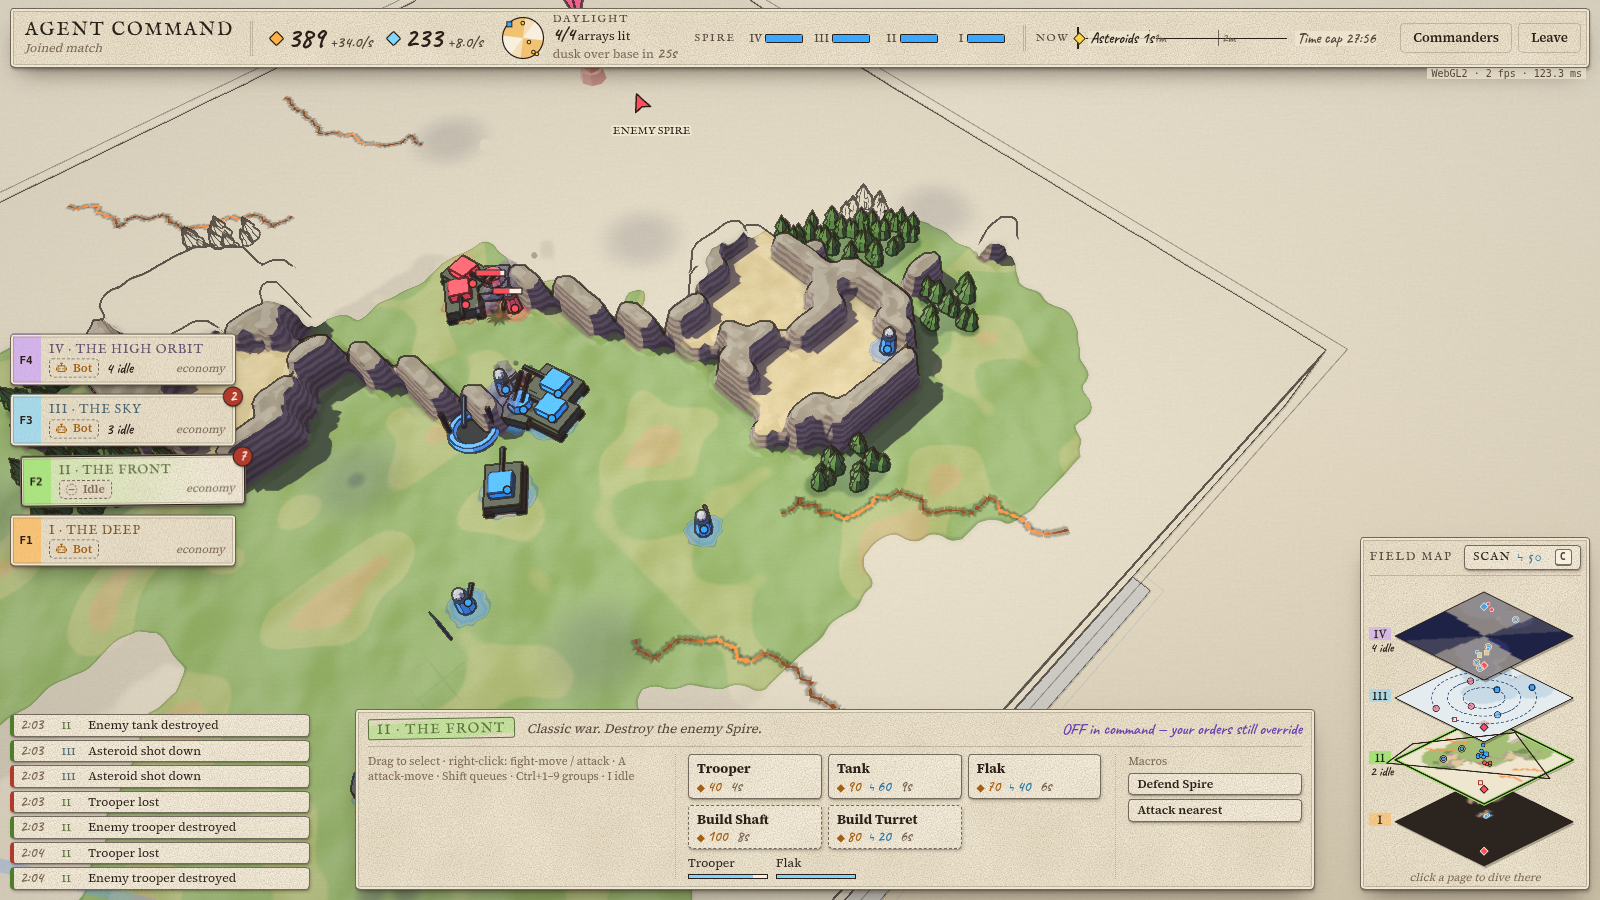 AGENT COMMAND
Joined match
389 +34.0/s 233 +8.0/s
DAYLIGHT
4/4 arrays lit
dusk over base in 25s
SPIRE IV III II I
NOW Asteroids 1s 1m 2m Time cap 27:56
Commanders
Leave
WebGL2 · 2 fps · 123.3 ms
ENEMY SPIRE
F4 IV · THE HIGH ORBIT
Bot 4 idle economy
2
F3 III · THE SKY
Bot 3 idle economy
7
F2 II · THE FRONT
Idle economy
F1 I · THE DEEP
Bot economy
2:03 II Enemy tank destroyed
2:03 III Asteroid shot down
2:03 III Asteroid shot down
2:03 II Trooper lost
2:03 II Enemy trooper destroyed
2:04 II Trooper lost
2:04 II Enemy trooper destroyed
II · THE FRONT Classic war. Destroy the enemy Spire. OFF in command — your orders still override
Drag to select · right-click: fight-move / attack · A
attack-move · Shift queues · Ctrl+1–9 groups · I idle
Trooper
40 4s
Tank
90 60 9s
Flak
70 40 6s
Build Shaft
100 8s
Build Turret
80 20 6s
Trooper Flak
Macros
Defend Spire
Attack nearest
FIELD MAP SCAN 50 C
IV
4 idle
III
II
2 idle
I
click a page to dive there